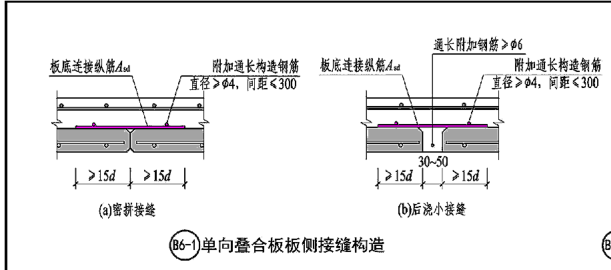 板底连接纵筋Asd
附加通长构造钢筋
直径≥Φ4,间距≤300
≥15d
≥15d
(a)密拼接缝
通长附加钢筋≥Φ6
板底连接纵筋Asd
附加通长构造钢筋
直径≥Φ4,间距≤300
30~50
≥15d
≥15d
(b)后浇小接缝
B6-1 单向叠合板板侧接缝构造